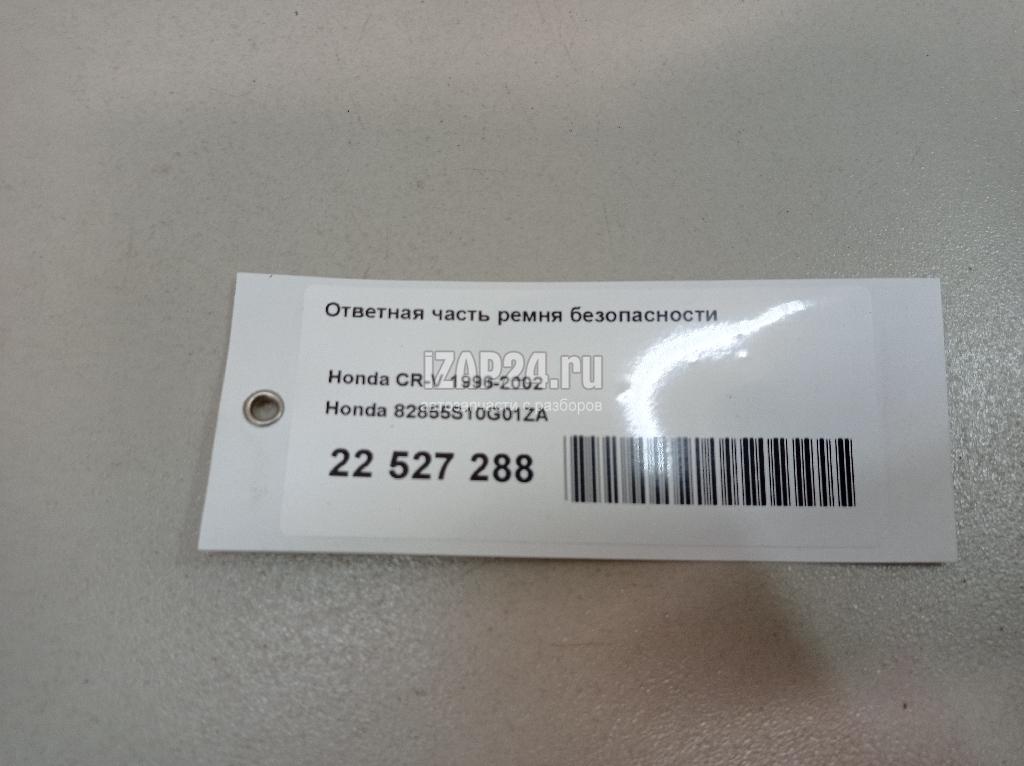 Ответная часть ремня безопасности
iZAP24.ru
Honda CR-V 1996-2002
автозапчасти с разборов
Honda 82855S10G01ZA
22 527 288